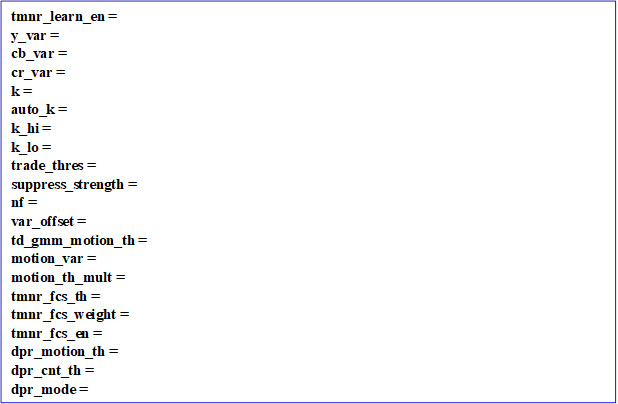 tmnr_learn_en =
y_var =
cb_var =
cr_var =
k =
auto_k =
k_hi =
k_lo =
trade_thres =
suppress_strength =
nf =
var_offset =
td_gmm_motion_th =
motion_var =
motion_th_mult =
tmnr_fcs_th =
tmnr_fcs_weight =
tmnr_fcs_en =
dpr_motion_th =
dpr_cnt_th =
dpr_mode =